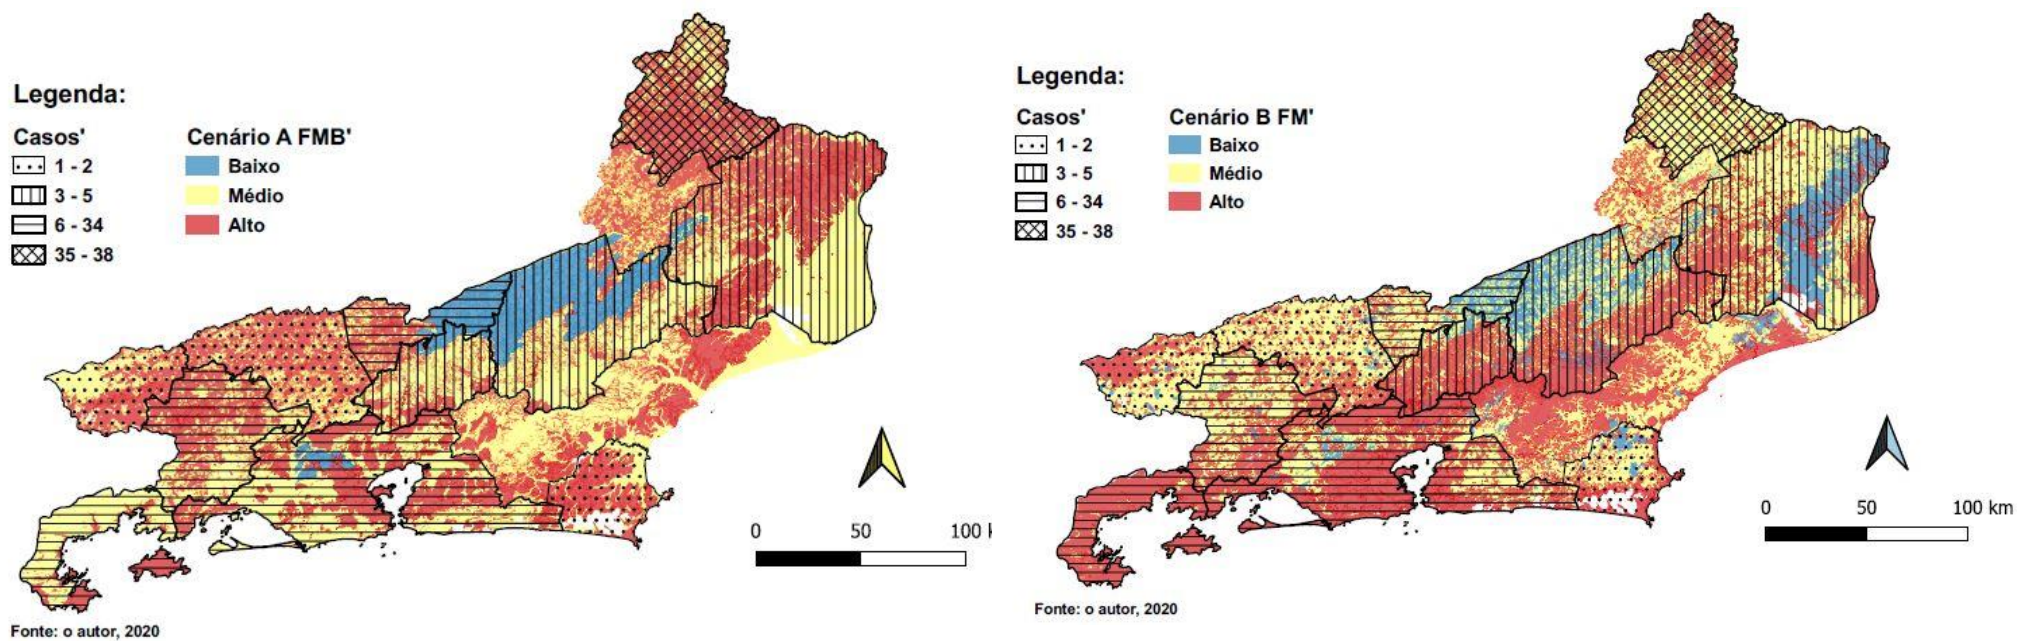 Legenda:
Casos'
1 - 2
3 - 5
6 - 34
35 - 38
Cenário A FMB'
Baixo
Médio
Alto
0 50 100 k
Fonte: o autor, 2020
Legenda:
Casos'
1 - 2
3 - 5
6 - 34
35 - 38
Cenário B FM'
Baixo
Médio
Alto
0 50 100 km
Fonte: o autor, 2020